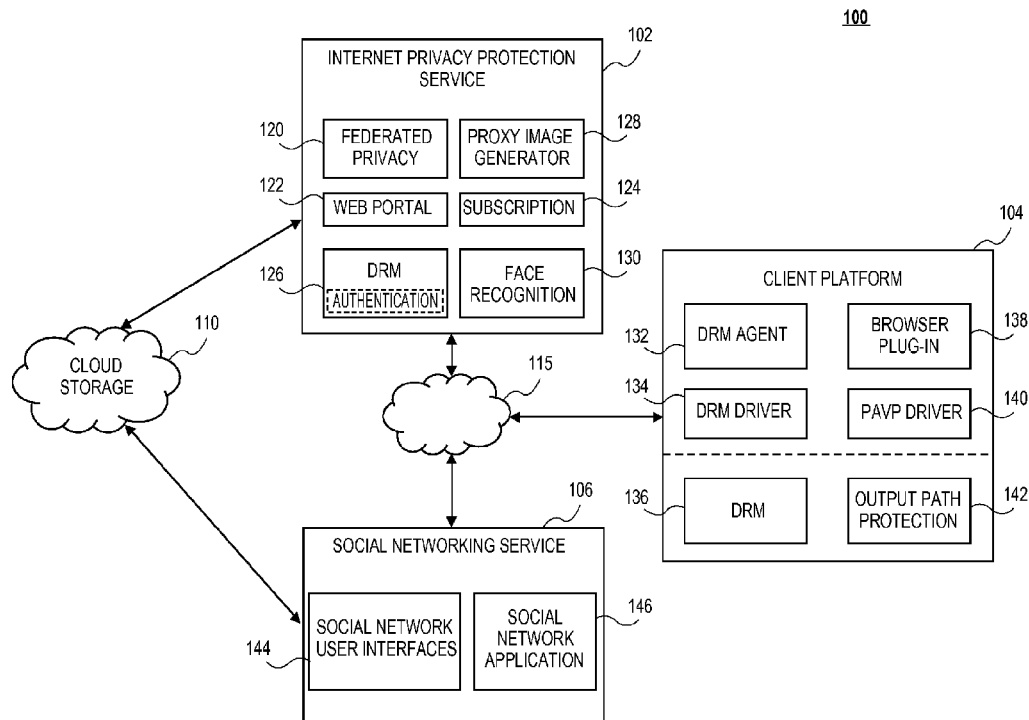 100
102
INTERNET PRIVACY PROTECTION
SERVICE
120
FEDERATED
PRIVACY
PROXY IMAGE
GENERATOR
128
122
WEB PORTAL
SUBSCRIPTION
124
126
DRM
AUTHENTICATION
FACE
RECOGNITION
130
104
CLIENT PLATFORM
132
DRM AGENT
BROWSER
PLUG-IN
138
134
DRM DRIVER
PAVP DRIVER
140
136
DRM
OUTPUT PATH
PROTECTION
142
110
CLOUD
STORAGE
115
106
SOCIAL NETWORKING SERVICE
144
SOCIAL NETWORK
USER INTERFACES
SOCIAL
NETWORK
APPLICATION
146